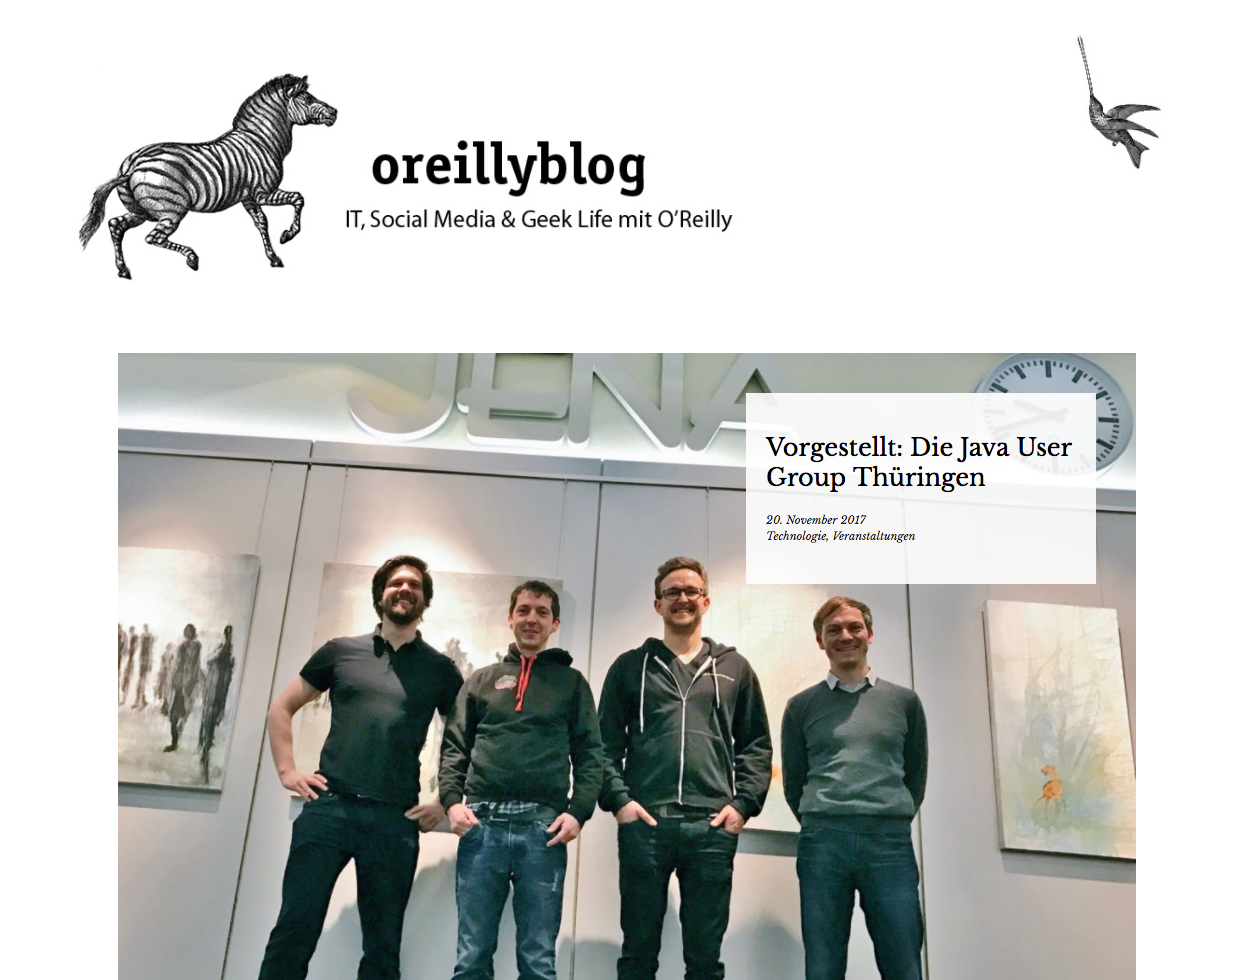 oreillyblog
IT, Social Media & Geek Life mit O'Reilly
JENA
Vorgestellt: Die Java User
Group Thüringen
20. November 2017
Technologie, Veranstaltungen